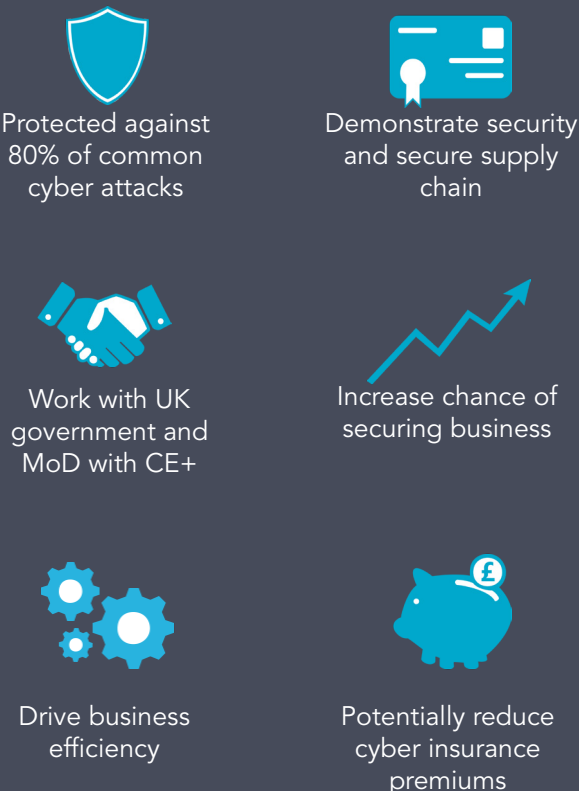 Protected against
80% of common
cyber attacks
Demonstrate security
and secure supply
chain
Work with UK
government and
MoD with CE+
Increase chance of
securing business
Drive business
efficiency
£
Potentially reduce
cyber insurance
premiums